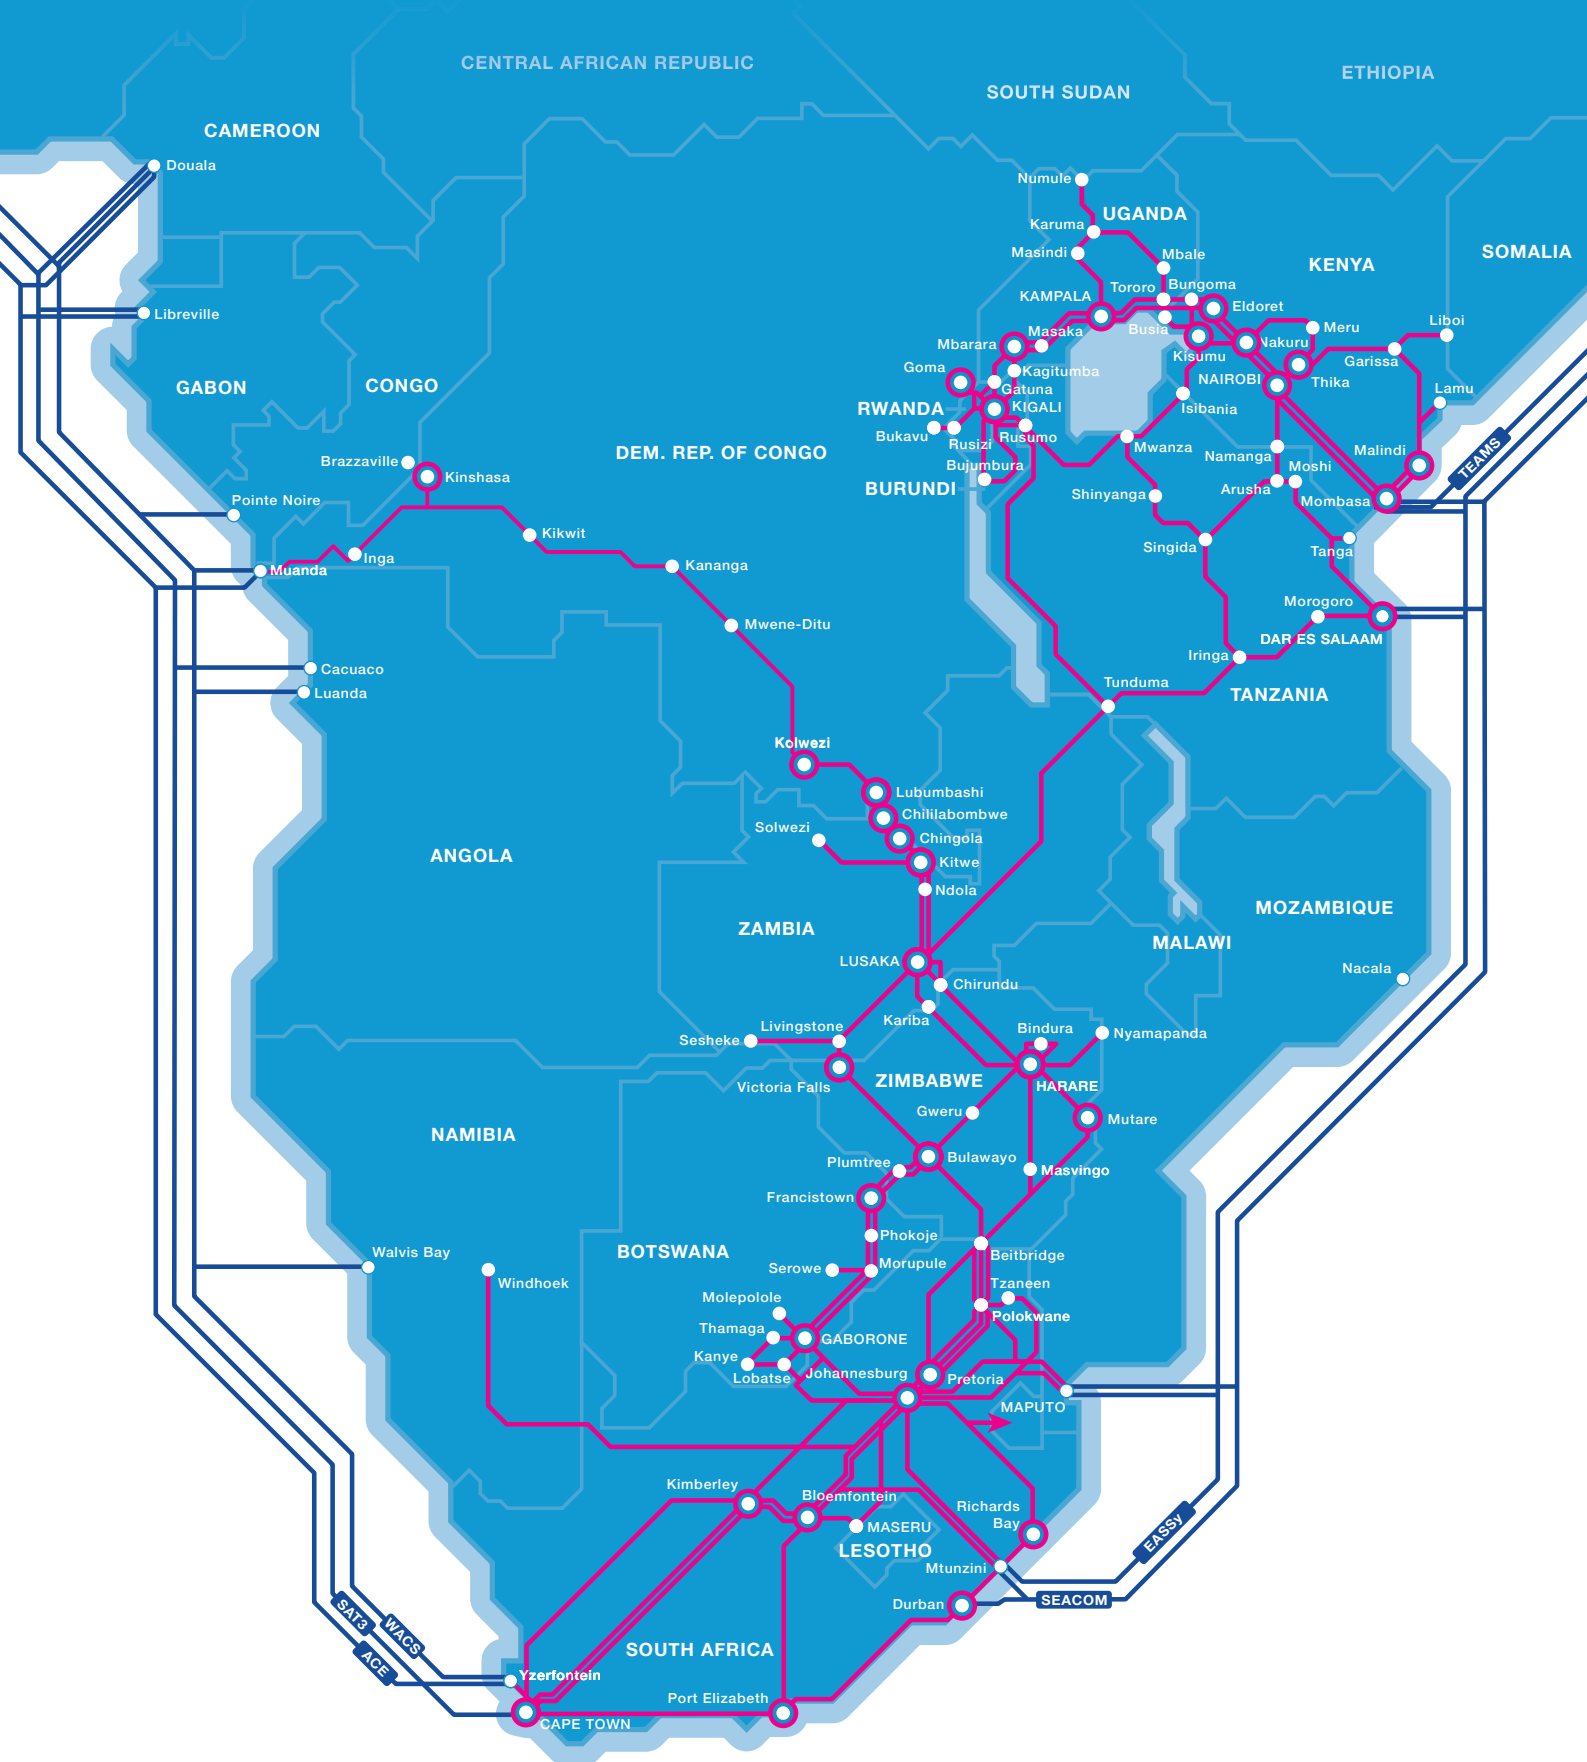 CENTRAL AFRICAN REPUBLIC
ETHIOPIA
SOUTH SUDAN
CAMEROON
Douala
Numule
UGANDA
Karuma
Masindi
Mbale
SOMALIA
KENYA
Tororo
Bungoma
KAMPALA
Eldoret
Libreville
Liboi
Masaka
Busia
Meru
Mbarara
Nakuru
Kisumu
Garissa
Goma
Kagitumba
NAIROBI
Thika
GABON
CONGO
Gatuna
Lamu
RWANDA
KIGALI
Isibania
Bukavu
Rusizi
Rusumo
Mwanza
Malindi
TEAMS
DEM. REP. OF CONGO
Namanga
Brazzaville
Bujumbura
Moshi
Kinshasa
BURUNDI
Arusha
Shinyanga
Mombasa
Pointe Noire
Kikwit
Singida
Tanga
Inga
Kananga
Muanda
Morogoro
Mwene-Ditu
DAR ES SALAAM
Iringa
Cacuaco
Tunduma
Luanda
TANZANIA
Kolwezi
Lubumbashi
Chililabombwe
Solwezi
Chingola
ANGOLA
Kitwe
Ndola
MOZAMBIQUE
ZAMBIA
MALAWI
LUSAKA
Nacala
Chirundu
Kariba
Livingstone
Bindura
Nyamapanda
Sesheke
ZIMBABWE
Victoria Falls
HARARE
Gweru
Mutare
NAMIBIA
Bulawayo
Plumtree
Masvingo
Francistown
Phokoje
Walvis Bay
BOTSWANA
Beitbridge
Serowe
Morupule
Windhoek
Tzaneen
Molepolole
Polokwane
Thamaga
GABORONE
Kanye
Lobatse
Johannesburg
Pretoria
MAPUTO
Kimberley
Bloemfontein
Richards
Bay
MASERU
EASSy
LESOTHO
Mtunzini
SEACOM
Durban
SAT3
WACS
ACE
SOUTH AFRICA
Yzerfontein
Port Elizabeth
CAPE TOWN